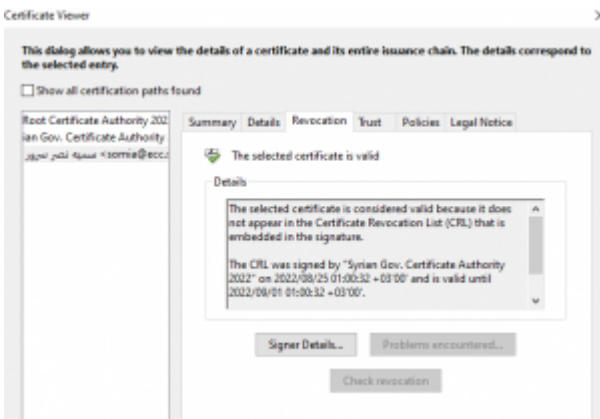 Certificate Viewer
This dialog allows you to view the details of a certificate and its entire issuance chain. The details correspond to
the selected entry.
Show all certification paths found
Root Certificate Authority 202
ian Gov. Certificate Authority
<somia@ecc.s
Summary Details Revocation Trust Policies Legal Notice
The selected certificate is valid
Details
The selected certificate is considered valid because it does
not appear in the Certificate Revocation List (CRL) that is
embedded in the signature.
The CRL was signed by "Syrian Gov. Certificate Authority
2022" on 2022/08/25 01:00:32 +03'00' and is valid until
2022/09/01 01:00:32 +03'00'.
Signer Details... Problems encountered...
Check revocation